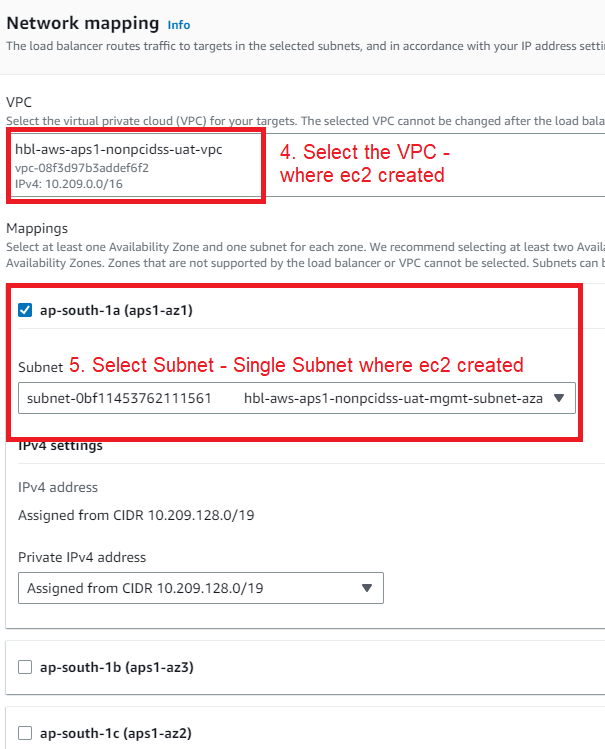 Network mapping Info
The load balancer routes traffic to targets in the selected subnets, and in accordance with your IP address
VPC
Select the virtual private cloud (VPC) for your targets. The selected VPC cannot be changed after the load
hbl-aws-aps1-nonpcidss-uat-vpc
vpc-08f3d97b3addef6f2
IPv4: 10.209.0.0/16
4. Select the VPC -
where ec2 created
Mappings
Select at least one Availability Zone and one subnet for each zone. We recommend selecting at least two
Availability Zones. Zones that are not supported by the load balancer or VPC cannot be selected. Subnets can
ap-south-1a (aps1-az1)
Subnet 5. Select Subnet - Single Subnet where ec2 created
subnet-0bf11453762111561 hbl-aws-aps1-nonpcidss-uat-mgmt-subnet-aza
IPv4 settings
IPv4 address
Assigned from CIDR 10.209.128.0/19
Private IPv4 address
Assigned from CIDR 10.209.128.0/19
ap-south-1b (aps1-az3)
ap-south-1c (aps1-az2)